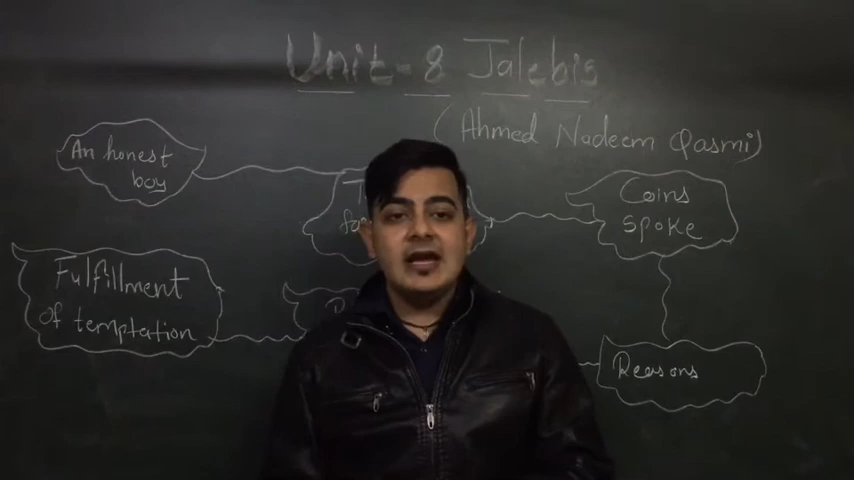 Unit-8 Jalebis
(Ahmed Nadeem Qasmi)
An honest
boy
Coins
spoke
Fulfillment
of temptation
Reasons